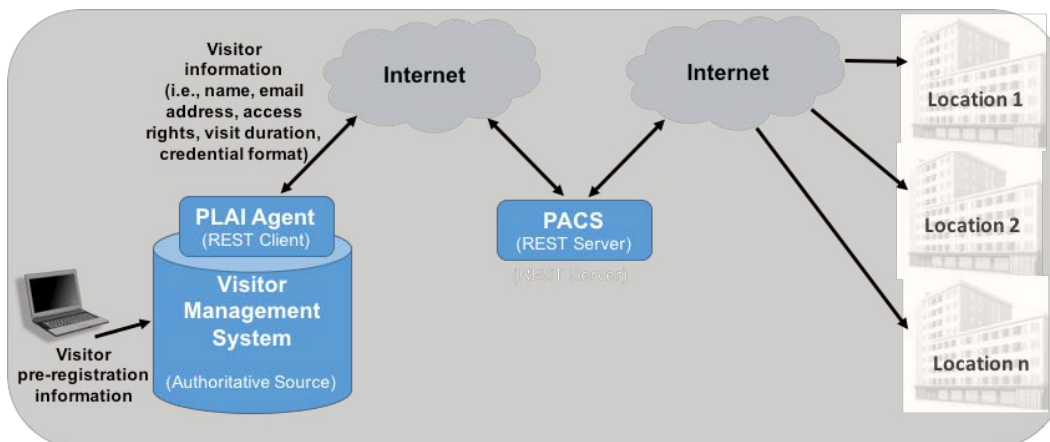 Visitor
information
(i.e., name, email
address, access
rights, visit duration,
credential format)
Internet
Internet
Location 1
Location 2
Location n
PLAI Agent
(REST Client)
PACS
(REST Server)
(REST Server)
Visitor
Management
System
(Authoritative Source)
Visitor
pre-registration
information